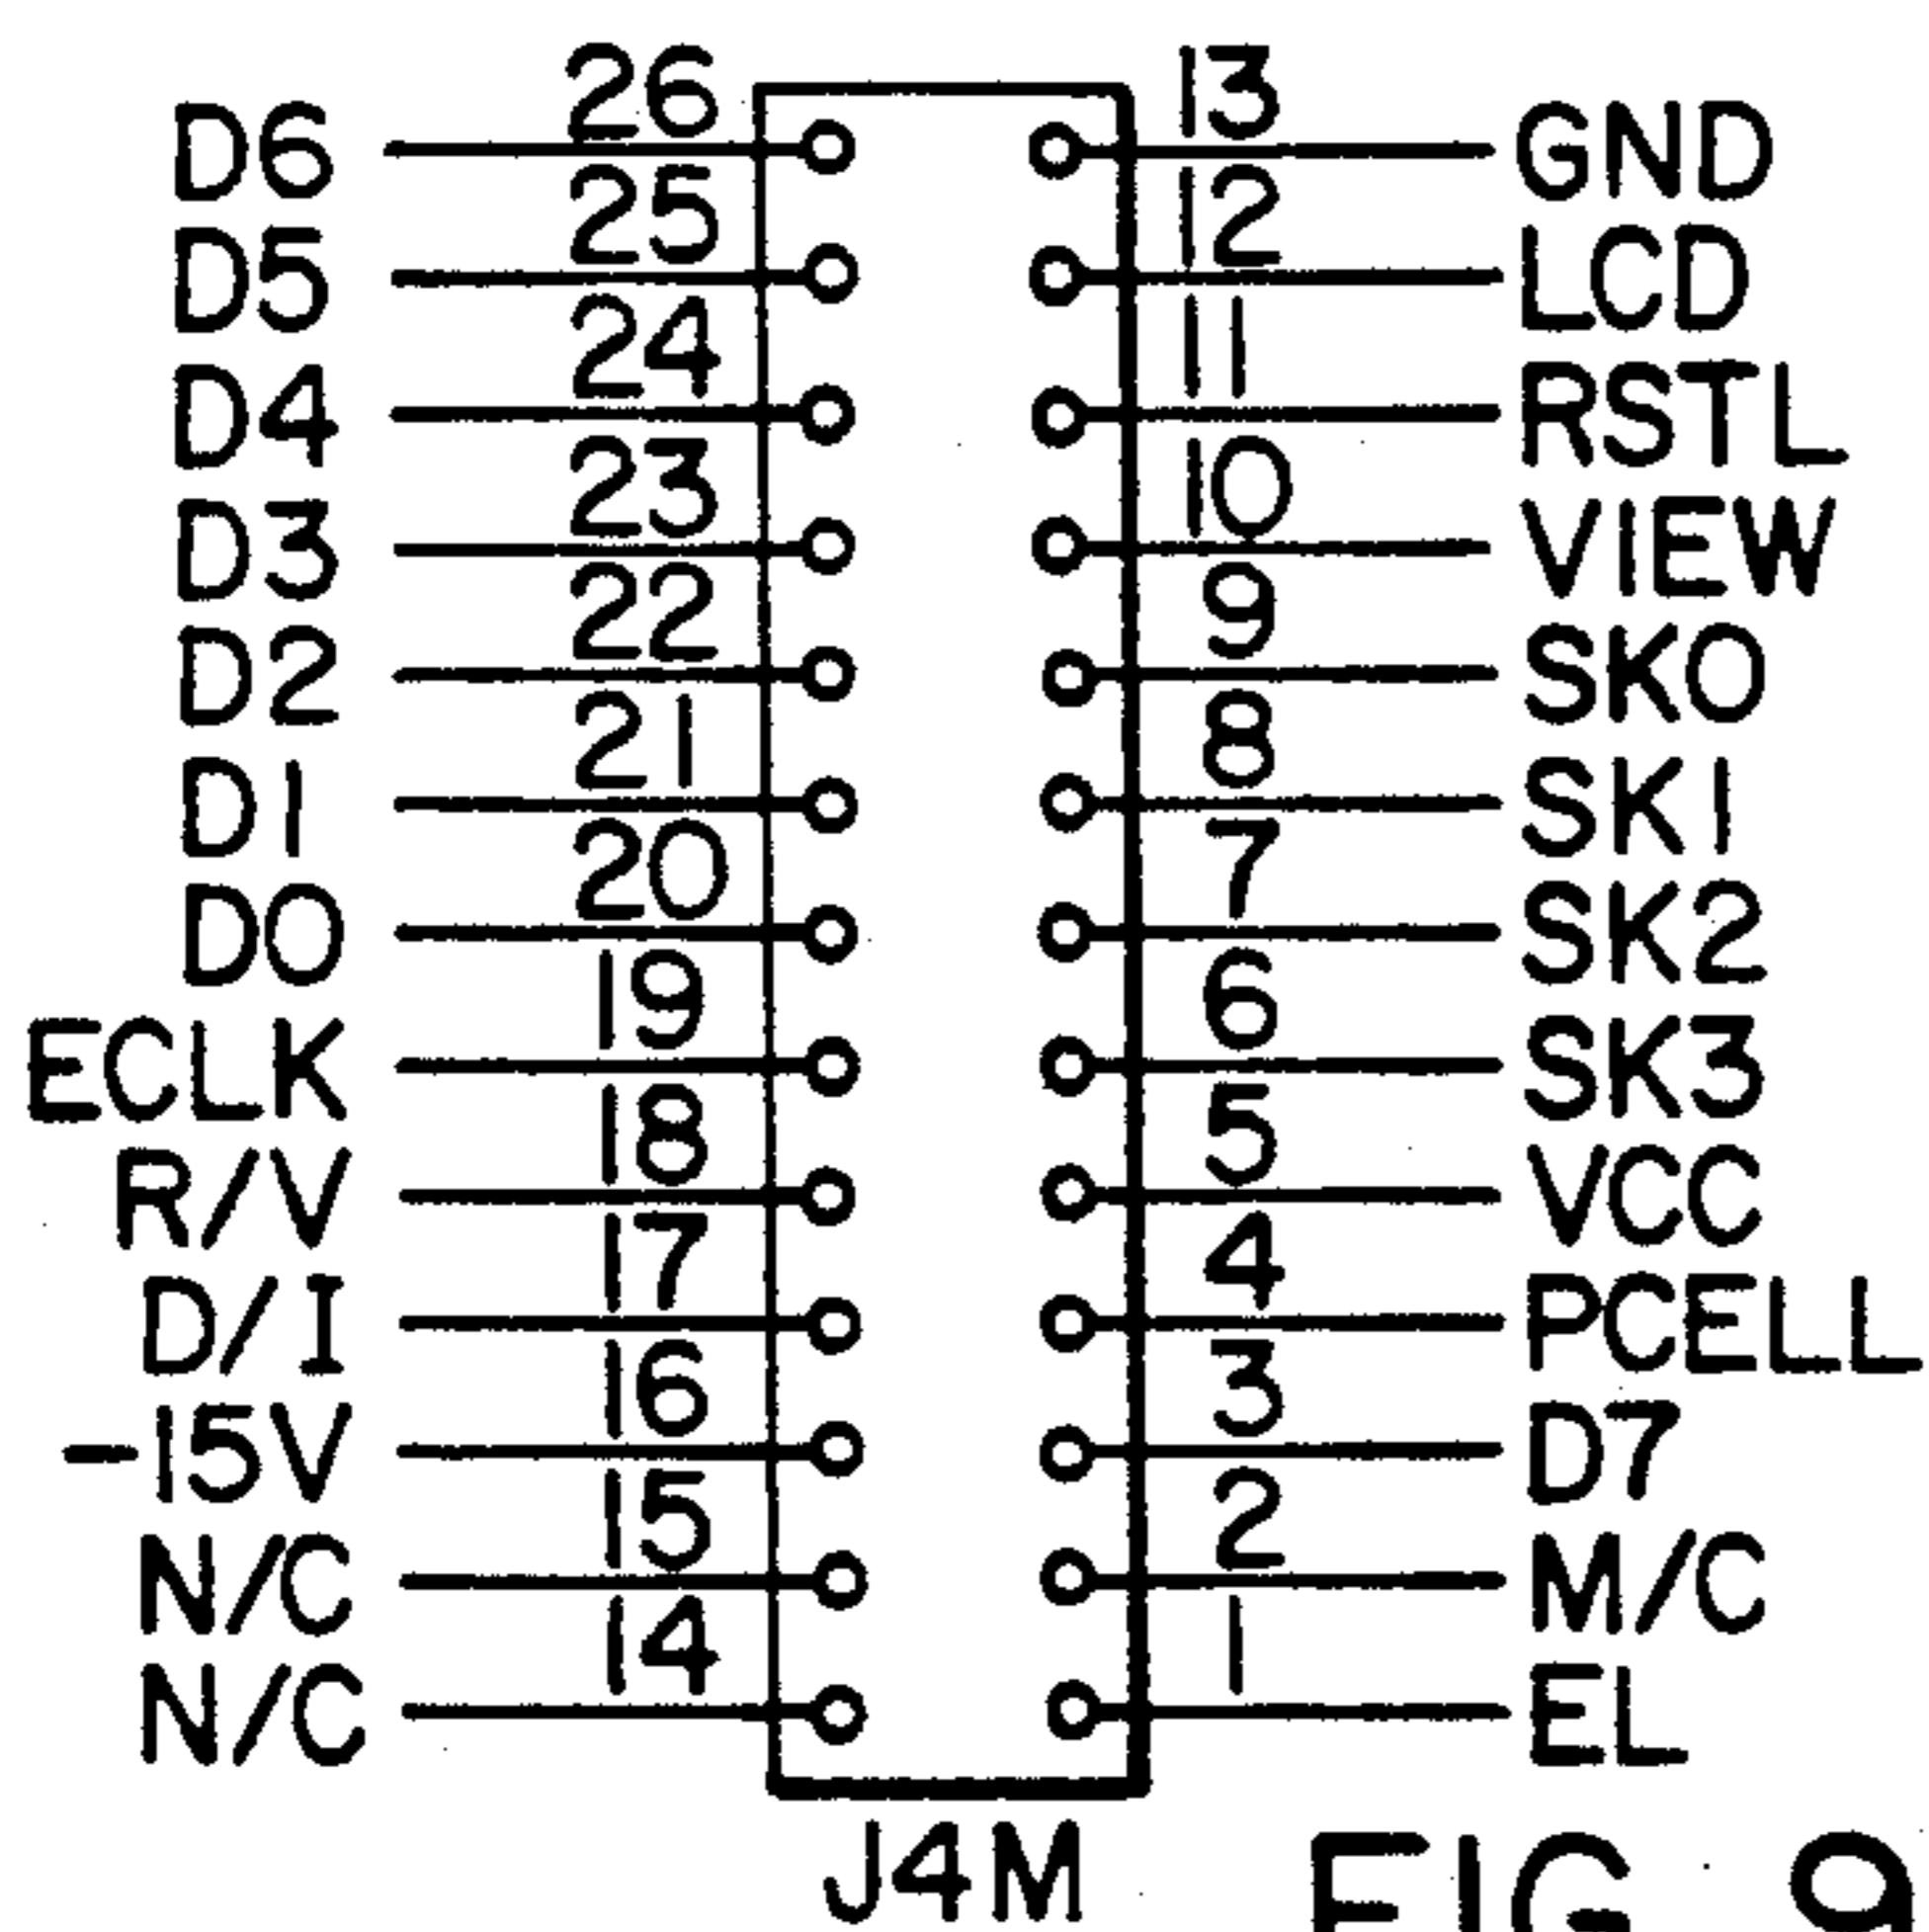 26 13
D6 GND
25 12
D5 LCD
24 11
D4 RSTL
23 10
D3 VIEW
22 9
D2 SK0
21 8
D1 SK1
20 7
D0 SK2
19 6
ECLK SK3
18 5
R/V VCC
17 4
D/I PCELL
16 3
-15V D7
15 2
N/C M/C
14 1
N/C EL
J4M
FIG 9